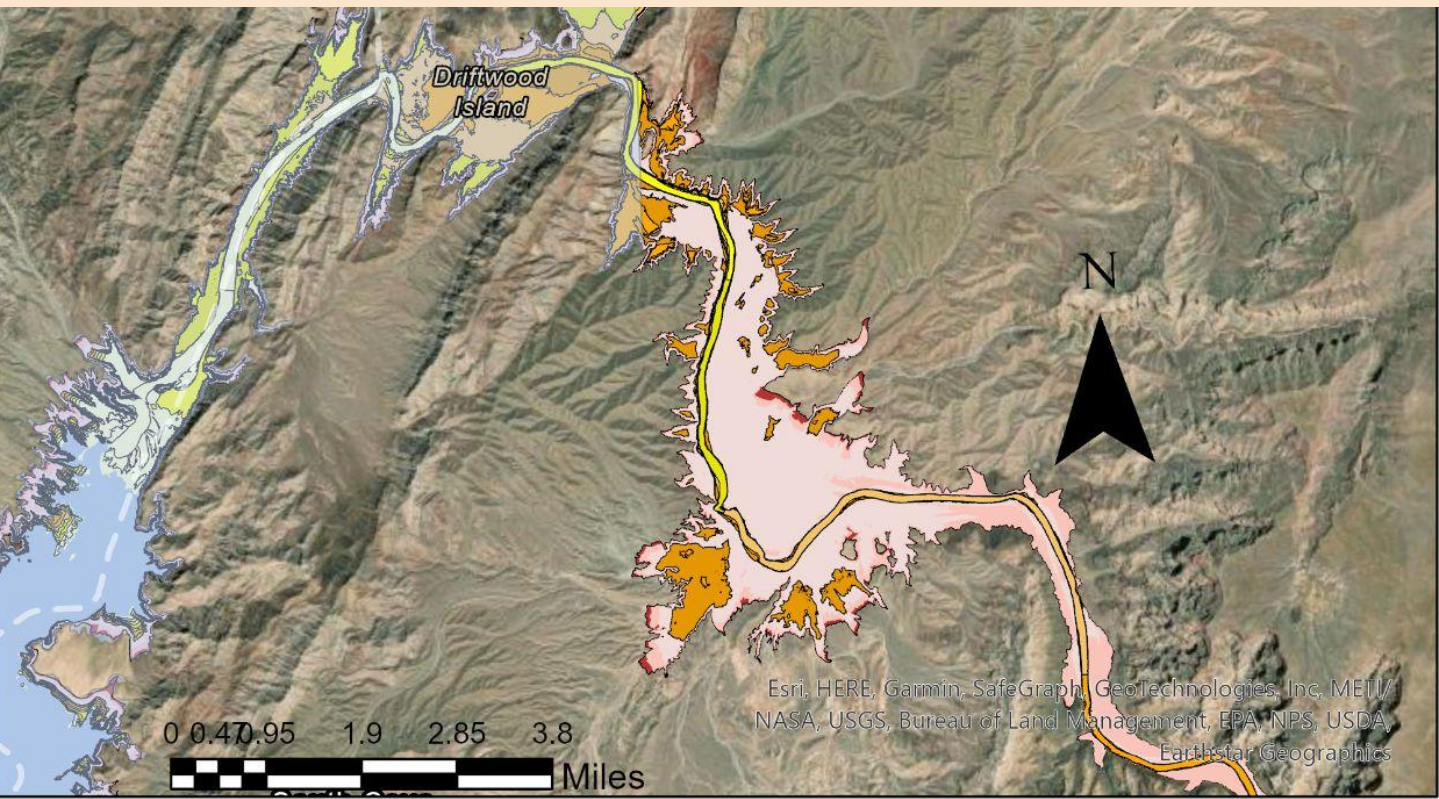 Driftwood
Island
N
Esri, HERE, Garmin, SafeGraph, GeoTechnologies, Inc, METI/
NASA, USGS, Bureau of Land Management, EPA, NPS, USDA,
Earthstar Geographics
0 0.47 0.95 1.9 2.85 3.8
Miles